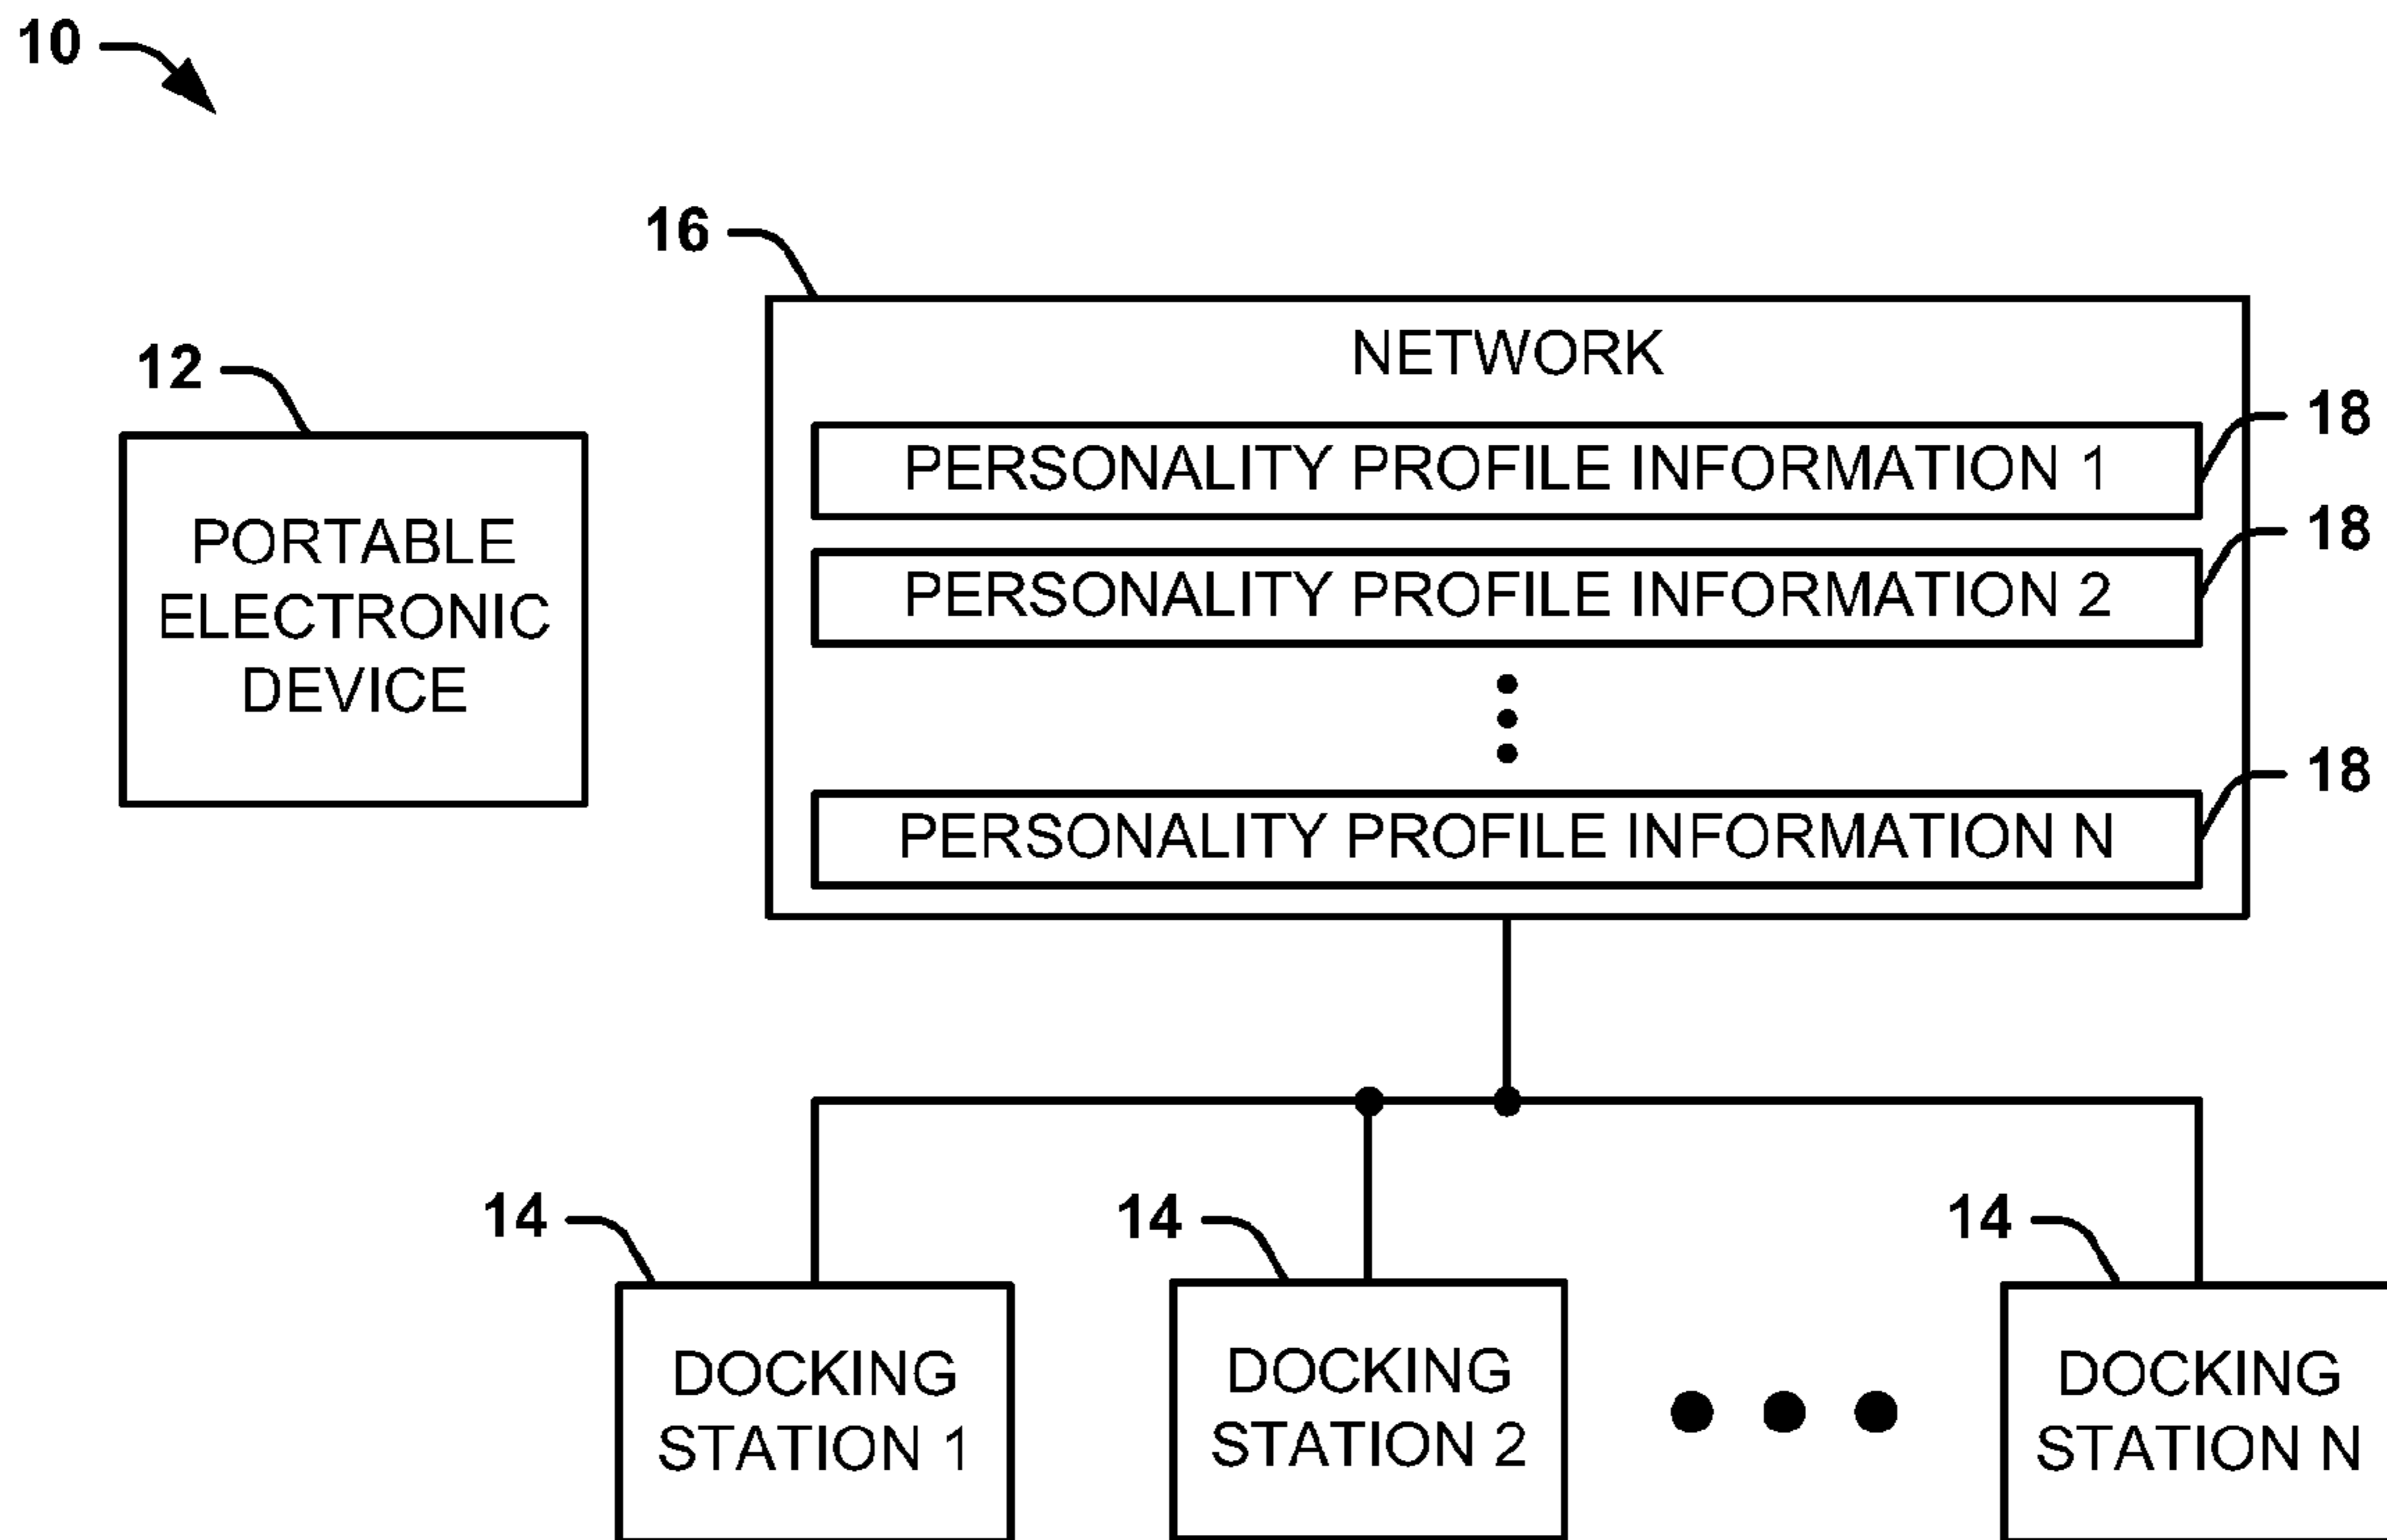 10
16
NETWORK
12
18
PERSONALITY PROFILE INFORMATION 1
18
PORTABLE
ELECTRONIC
DEVICE
PERSONALITY PROFILE INFORMATION 2
18
PERSONALITY PROFILE INFORMATION N
14
14
14
DOCKING
STATION 1
DOCKING
STATION 2
DOCKING
STATION N